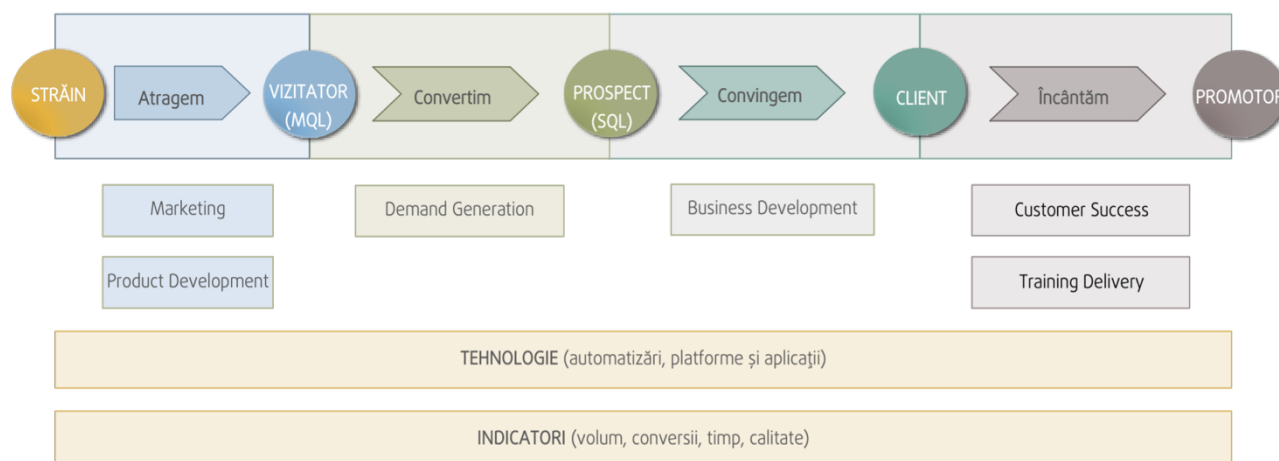 STRĂIN
Atragem
VIZITATOR
(MQL)
Convertim
PROSPECT
(SQL)
Convingem
CLIENT
Încântăm
PROMOTOR
Marketing
Demand Generation
Business Development
Customer Success
Product Development
Training Delivery
TEHNOLOGIE (automatizări, platforme și aplicaţii)
INDICATORI (volum, conversii, timp, calitate)